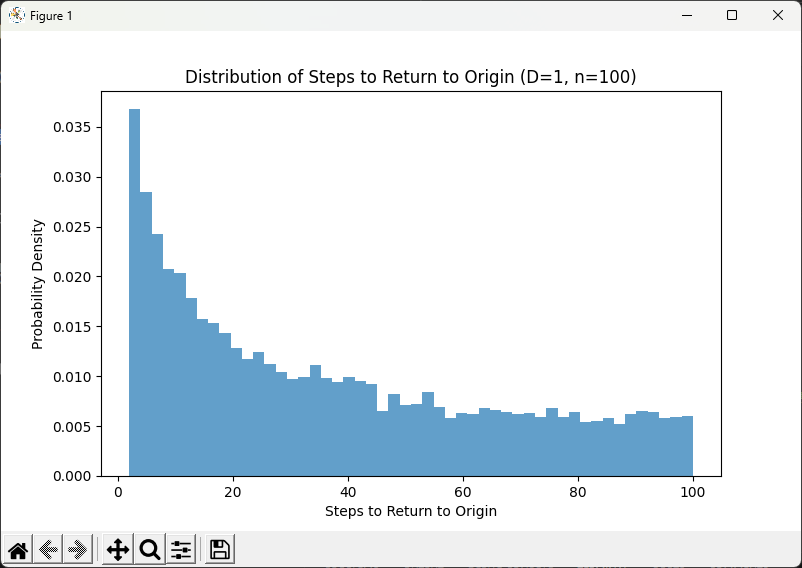 Figure 1
Distribution of Steps to Return to Origin (D=1, n=100)
0.035
0.030
0.025
0.020
0.015
0.010
0.005
0.000
Probability Density
0 20 40 60 80 100
Steps to Return to Origin